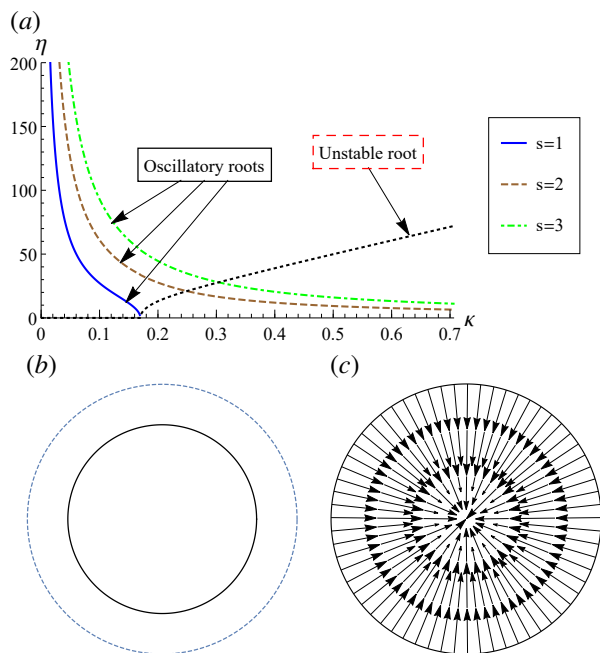 (a)
η
200
150
100
50
0
0
0.1
0.2
0.3
0.4
0.5
0.6
0.7
κ
Oscillatory roots
Unstable root
s=1
s=2
s=3
(b)
(c)